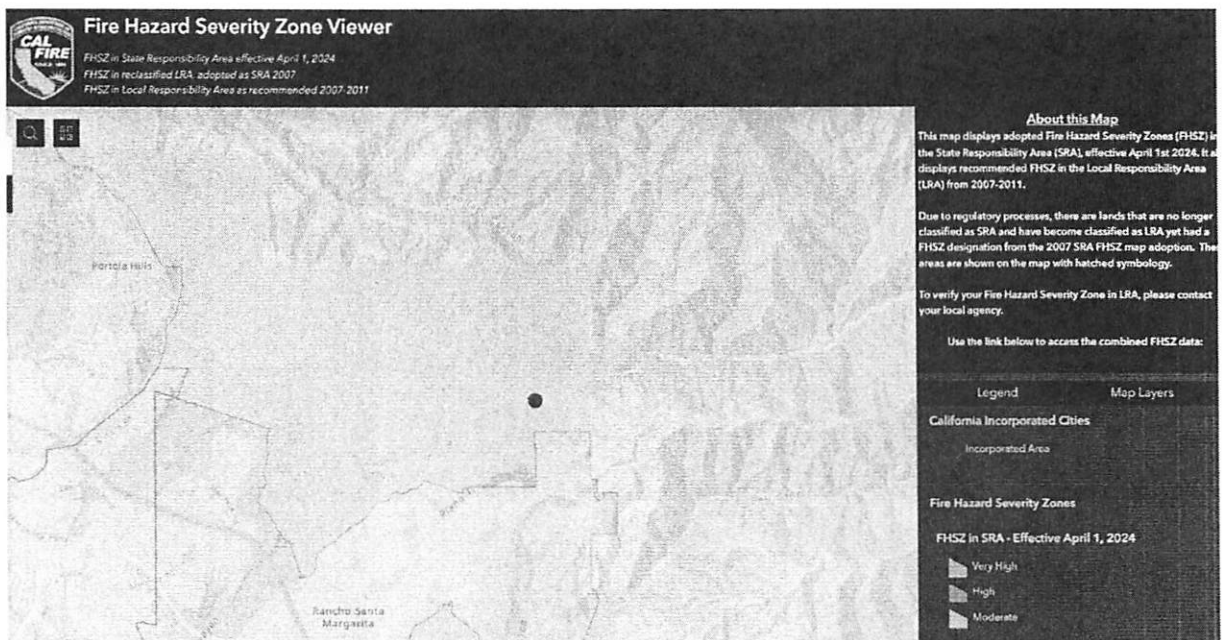 CAL
FIRE
SINCE 1885
Fire Hazard Severity Zone Viewer
FHSZ in State Responsibility Area effective April 1, 2024
FHSZ in reclassified LRA adopted as SRA 2007
FHSZ in Local Responsibility Area as recommended 2007-2011
Portola Hills
Rancho Santa
Margarita
About this Map
This map displays adopted Fire Hazard Severity Zones (FHSZ) in
the State Responsibility Area (SRA), effective April 1st 2024. It al
displays recommended FHSZ in the Local Responsibility Area
(LRA) from 2007-2011.
Due to regulatory processes, there are lands that are no longer
classified as SRA and have become classified as LRA yet had a
FHSZ designation from the 2007 SRA FHSZ map adoption. The
areas are shown on the map with hatched symbology.
To verify your Fire Hazard Severity Zone in LRA, please contact
your local agency.
Use the link below to access the combined FHSZ data:
Legend
Map Layers
California Incorporated Cities
Incorporated Area
Fire Hazard Severity Zones
FHSZ in SRA - Effective April 1, 2024
Very High
High
Moderate